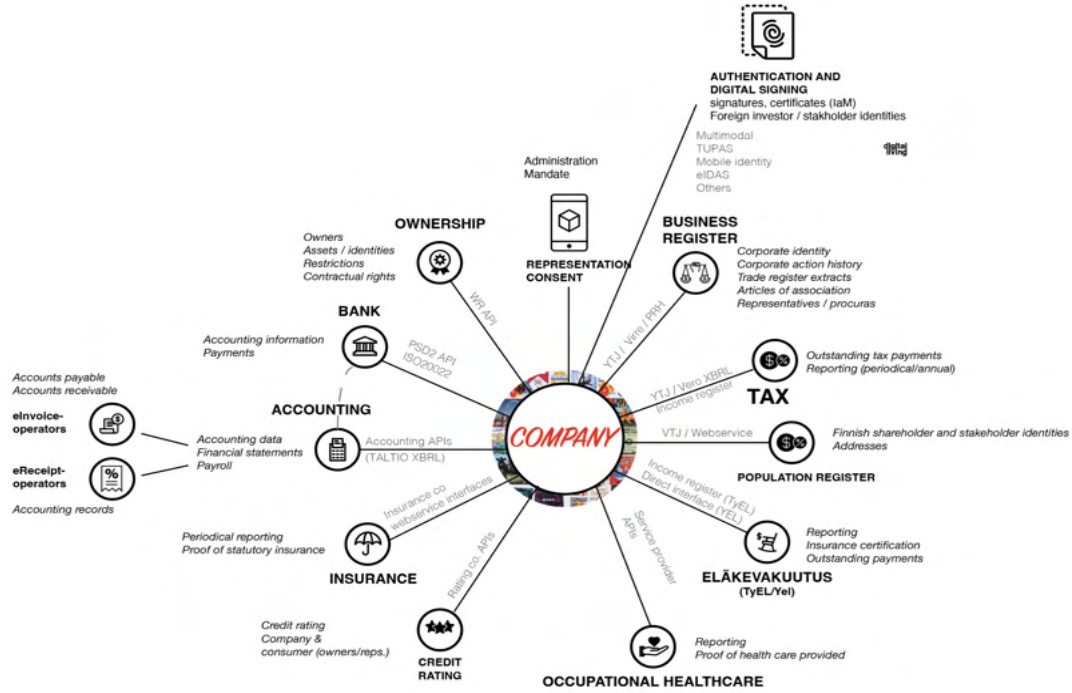 AUTHENTICATION AND
DIGITAL SIGNING
signatures, certificates (IaM)
Foreign investor / stakholder identities
Multimodal
TUPAS
Mobile identity
eIDAS
Others
digital
living
Administration
Mandate
REPRESENTATION
CONSENT
OWNERSHIP
Owners
Assets / identities
Restrictions
Contractual rights
WR API
BUSINESS
REGISTER
Corporate identity
Corporate action history
Trade register extracts
Articles of association
Representatives / procuras
YTJ / Virre / PRH
BANK
Accounting information
Payments
PSD2 API
ISO20022
Outstanding tax payments
Reporting (periodical/annual)
TAX
YTJ / Vero XBRL
Income register
Accounts payable
Accounts receivable
eInvoice-
operators
eReceipt-
operators
Accounting records
ACCOUNTING
Accounting data
Financial statements
Payroll
Accounting APIs
(TALTIO XBRL)
COMPANY
VTJ / Webservice
Finnish shareholder and stakeholder identities
Addresses
POPULATION REGISTER
Insurance co
webservice interfaces
Periodical reporting
Proof of statutory insurance
INSURANCE
Income register (TyEL)
Direct interface (YEL)
Reporting
Insurance certification
Outstanding payments
ELÄKEVAKUUTUS
(TyEL/Yel)
Rating co. APIs
Credit rating
Company &
consumer (owners/reps.)
CREDIT
RATING
Service provider
APIs
Reporting
Proof of health care provided
OCCUPATIONAL HEALTHCARE